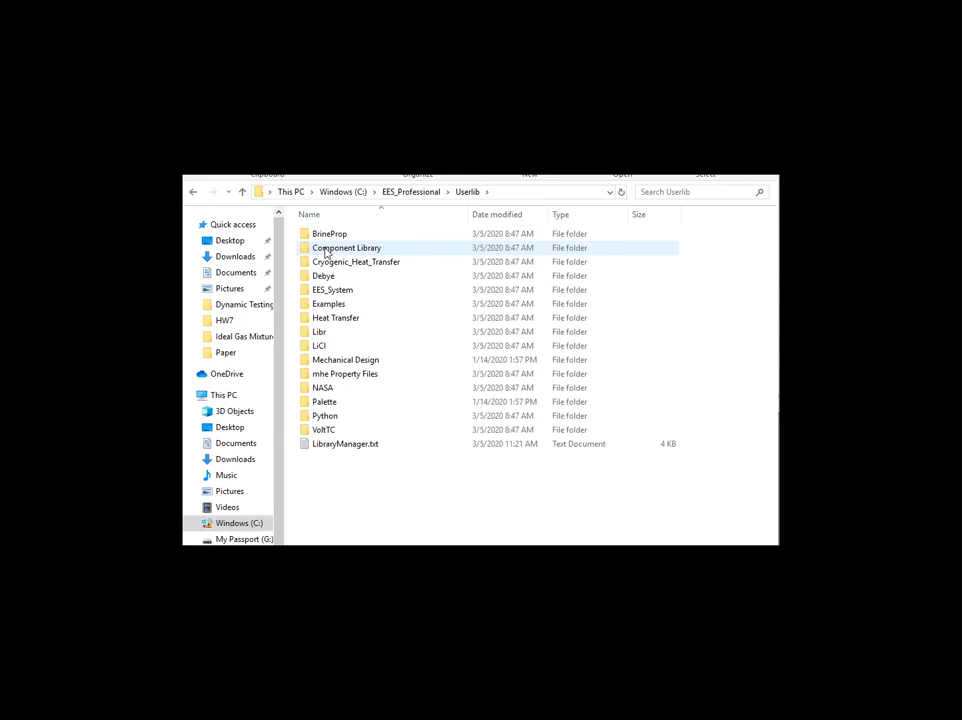 Clipboard Organize New Open Select
This PC > Windows (C:) > EES_Professional > Userlib > Search Userlib
Name Date modified Type Size
Quick access
Desktop
Downloads
Documents
Pictures
Dynamic Testing
HW7
Ideal Gas Mixtur
Paper
OneDrive
This PC
3D Objects
Desktop
Documents
Downloads
Music
Pictures
Videos
Windows (C:)
My Passport (G:)
BrineProp 3/5/2020 8:47 AM File folder
Component Library 3/5/2020 8:47 AM File folder
Cryogenic_Heat_Transfer 3/5/2020 8:47 AM File folder
Debye 3/5/2020 8:47 AM File folder
EES_System 3/5/2020 8:47 AM File folder
Examples 3/5/2020 8:47 AM File folder
Heat Transfer 3/5/2020 8:47 AM File folder
Libr 3/5/2020 8:47 AM File folder
LiCl 3/5/2020 8:47 AM File folder
Mechanical Design 1/14/2020 1:57 PM File folder
mhe Property Files 3/5/2020 8:47 AM File folder
NASA 3/5/2020 8:47 AM File folder
Palette 1/14/2020 1:57 PM File folder
Python 3/5/2020 8:47 AM File folder
VoltTC 3/5/2020 8:47 AM File folder
LibraryManager.txt 3/5/2020 11:21 AM Text Document 4 KB